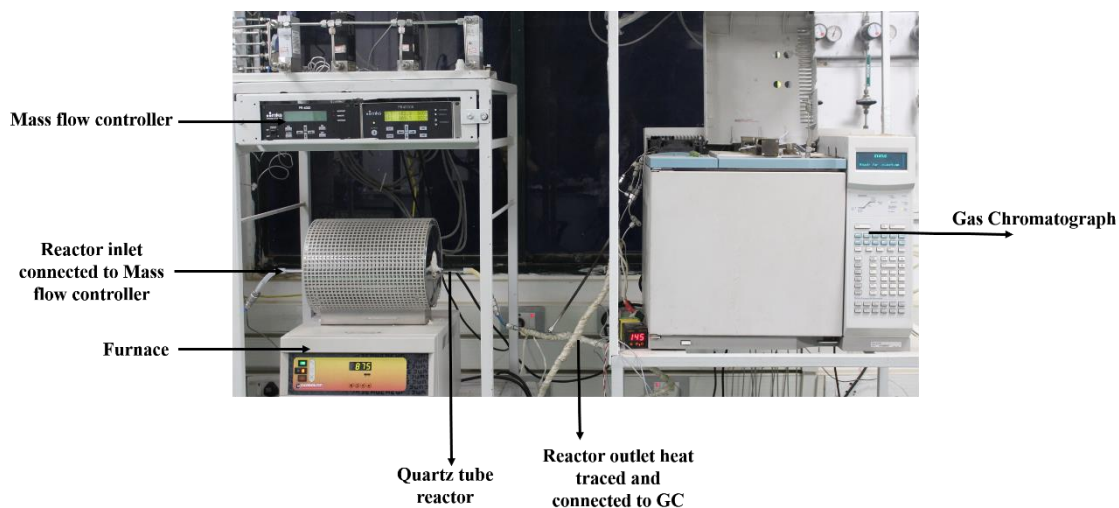 Mass flow controller
Reactor inlet
connected to Mass
flow controller
Furnace
875
145
Gas Chromatograph
Quartz tube
reactor
Reactor outlet heat
traced and
connected to GC